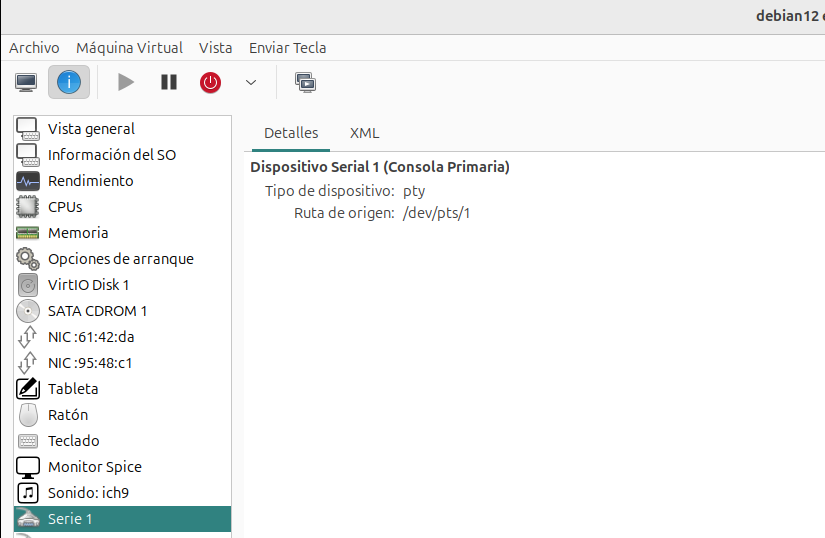 debian12
Archivo Máquina Virtual Vista Enviar Tecla
Vista general
Información del SO
Rendimiento
CPUs
Memoria
Opciones de arranque
VirtIO Disk 1
SATA CDROM 1
NIC :61:42:da
NIC :95:48:c1
Tableta
Ratón
Teclado
Monitor Spice
Sonido: ich9
Serie 1
Detalles XML
Dispositivo Serial 1 (Consola Primaria)
Tipo de dispositivo: pty
Ruta de origen: /dev/pts/1